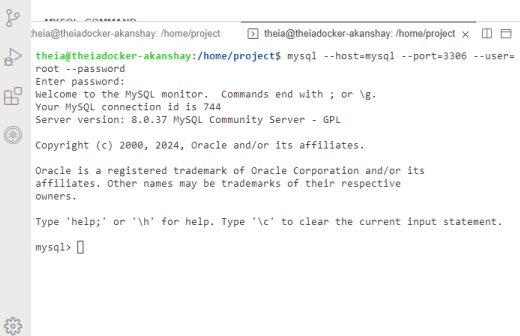 MYSQL COMMAND
theia@theiadocker-akanshay: /home/project
theia@theiadocker-akanshay: /home/project
theia@theiadocker-akanshay:/home/project$ mysql --host=mysql --port=3306 --user=
root --password
Enter password:
Welcome to the MySQL monitor.  Commands end with ; or \g.
Your MySQL connection id is 744
Server version: 8.0.37 MySQL Community Server - GPL
Copyright (c) 2000, 2024, Oracle and/or its affiliates.
Oracle is a registered trademark of Oracle Corporation and/or its
affiliates. Other names may be trademarks of their respective
owners.
Type 'help;' or '\h' for help. Type '\c' to clear the current input statement.
mysql>